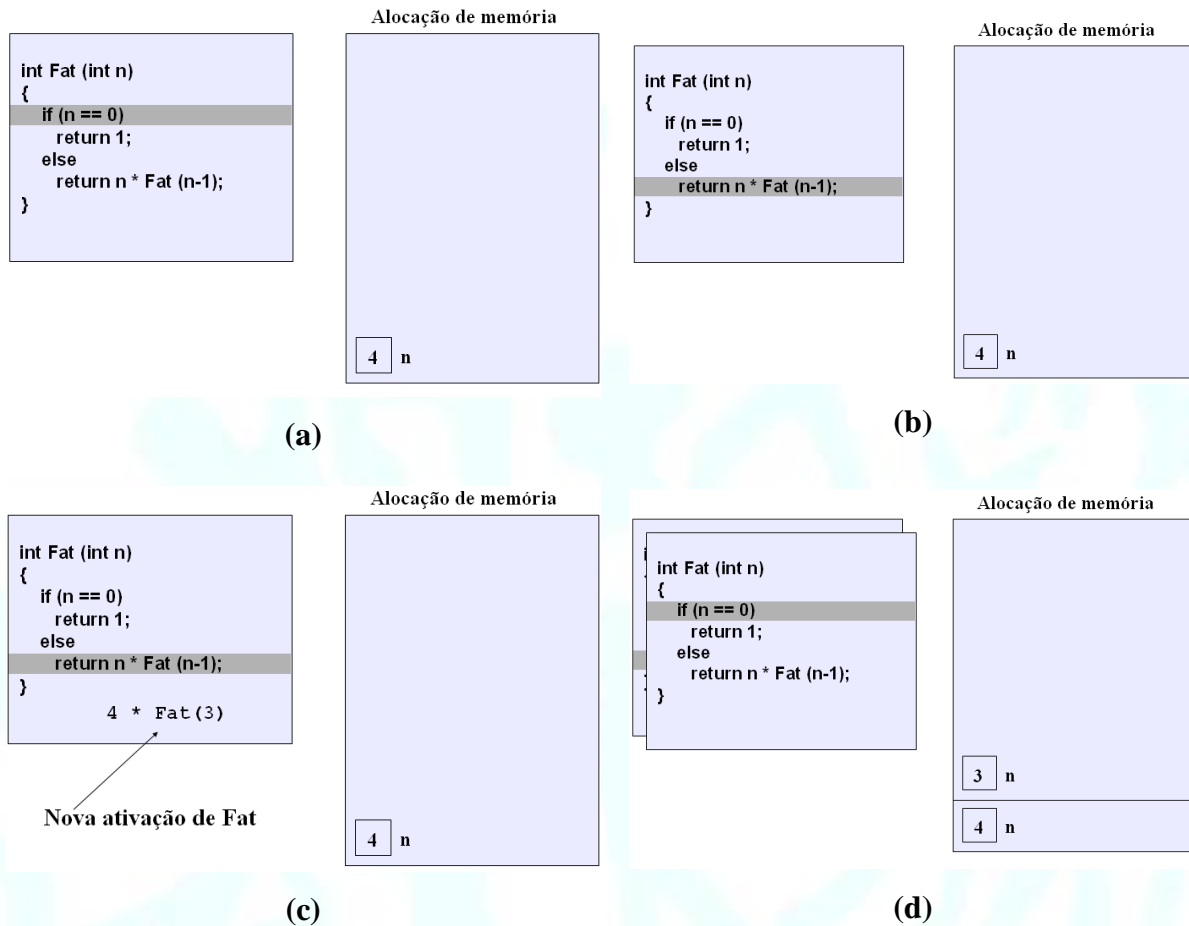 Alocação de memória
int Fat (int n)
{
if (n == 0)
return 1;
else
return n * Fat (n-1);
}
4 n
(a)
Alocação de memória
int Fat (int n)
{
if (n == 0)
return 1;
else
return n * Fat (n-1);
}
4 n
(b)
Alocação de memória
int Fat (int n)
{
if (n == 0)
return 1;
else
return n * Fat (n-1);
}
4 * Fat(3)
Nova ativação de Fat
4 n
(c)
Alocação de memória
int Fat (int n)
{
if (n == 0)
return 1;
else
return n * Fat (n-1);
}
3 n
4 n
(d)